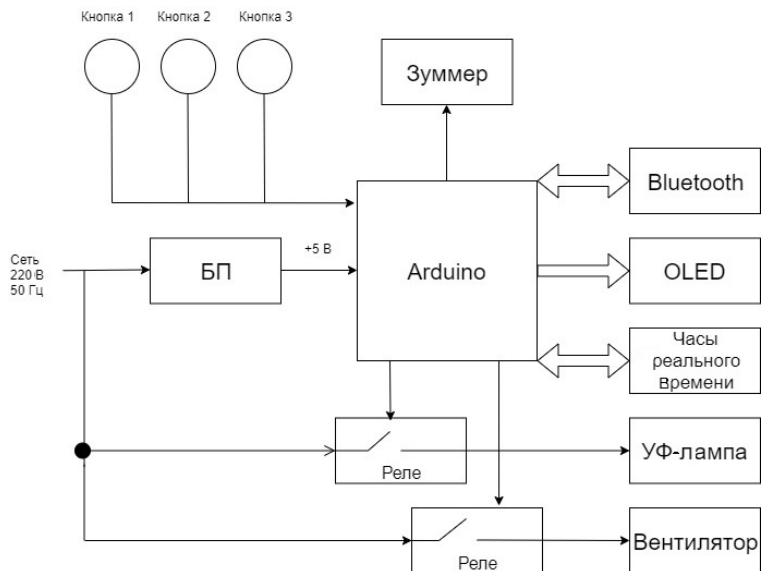 Кнопка 1
Кнопка 2
Кнопка 3
Зуммер
Bluetooth
Сеть
220 В
50 Гц
БП
+5 В
Arduino
OLED
Часы
реального
времени
Реле
УФ-лампа
Реле
Вентилятор